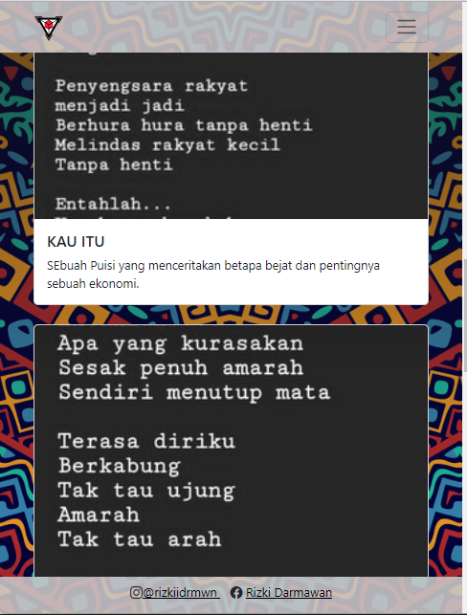 Penyengsara rakyat
menjadi jadi
Berhura hura tanpa henti
Melindas rakyat kecil
Tanpa henti
Entahlah...
KAU ITU
SEbuah Puisi yang menceritakan betapa bejat dan pentingnya
sebuah ekonomi.
Apa yang kurasakan
Sesak penuh amarah
Sendiri menutup mata
Terasa diriku
Berkabung
Tak tau ujung
Amarah
Tak tau arah
@rizkiidrmwn Rizki Darmawan